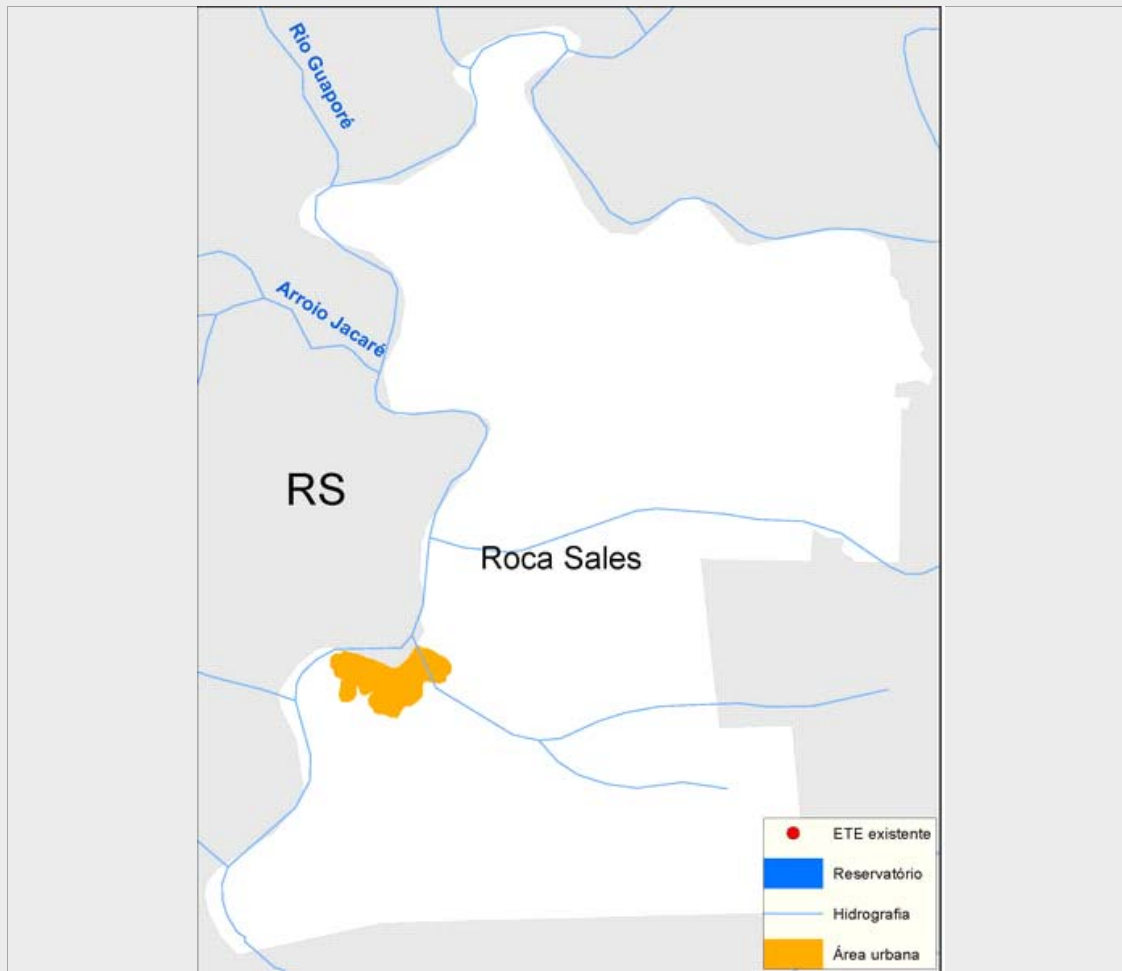 Rio Guaporé
Arroio Jacaré
RS
Roca Sales
ETE existente
Reservatório
Hidrografia
Área urbana